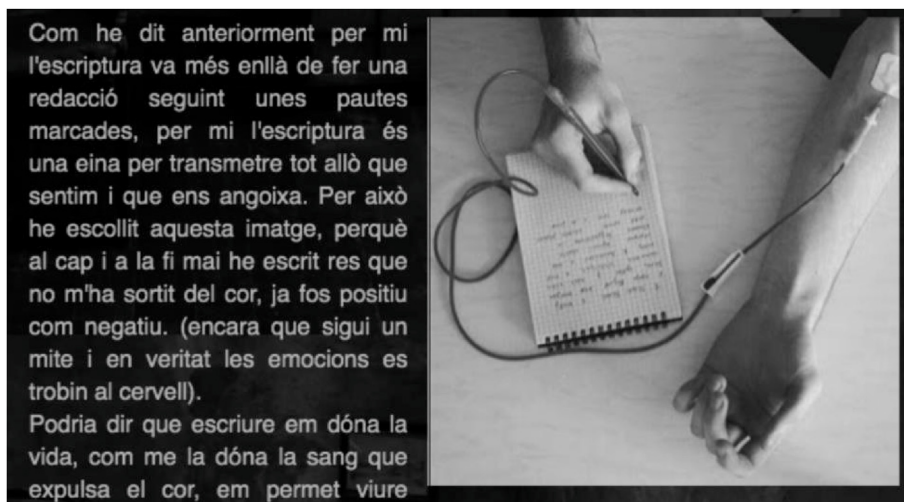 Com he dit anteriorment per mi
l'escriptura va més enllà de fer una
redacció seguint unes pautes
marcades, per mi l'escriptura és
una eina per transmetre tot allò que
sentim i que ens angoixa. Per això
he escollit aquesta imatge, perquè
al cap i a la fi mai he escrit res que
no m'ha sortit del cor, ja fos positiu
com negatiu. (encara que sigui un
mite i en veritat les emocions es
trobin al cervell).
Podria dir que escriure em dóna la
vida, com me la dóna la sang que
expulsa el cor, em permet viure